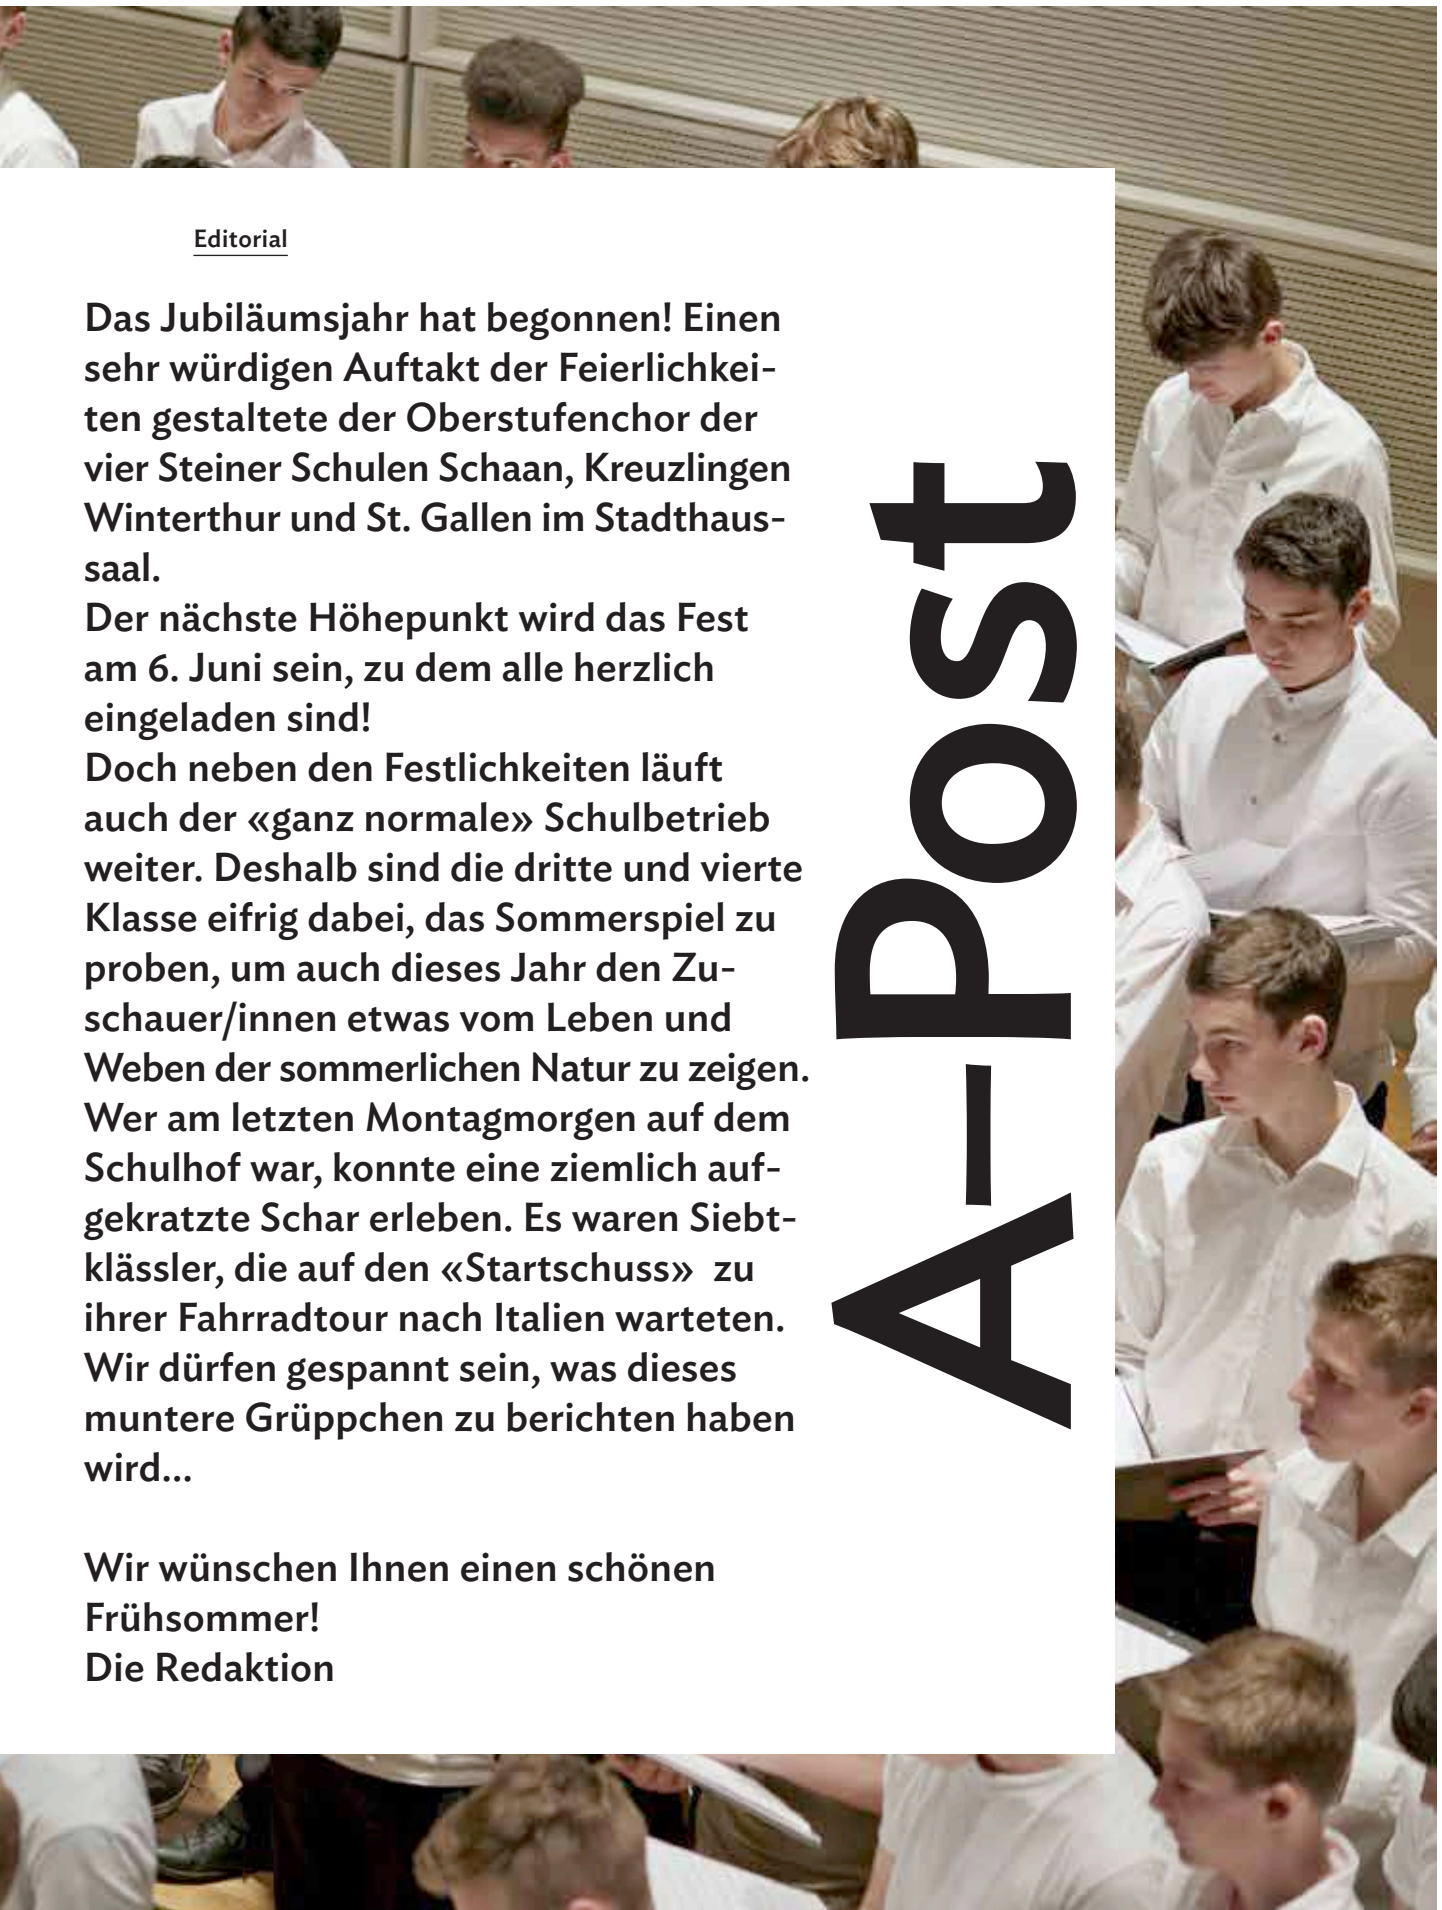 Editorial
Das Jubiläumsjahr hat begonnen! Einen
sehr würdigen Auftakt der Feierlichkei-
ten gestaltete der Oberstufenchor der
vier Steiner Schulen Schaan, Kreuzlingen
Winterthur und St. Gallen im Stadthaus-
saal.
Der nächste Höhepunkt wird das Fest
am 6. Juni sein, zu dem alle herzlich
eingeladen sind!
Doch neben den Festlichkeiten läuft
auch der «ganz normale» Schulbetrieb
weiter. Deshalb sind die dritte und vierte
Klasse eifrig dabei, das Sommerspiel zu
proben, um auch dieses Jahr den Zu-
schauer/innen etwas vom Leben und
Weben der sommerlichen Natur zu zeigen.
Wer am letzten Montagmorgen auf dem
Schulhof war, konnte eine ziemlich auf-
gekratzte Schar erleben. Es waren Siebt-
klässler, die auf den «Startschuss»  zu
ihrer Fahrradtour nach Italien warteten.
Wir dürfen gespannt sein, was dieses
muntere Grüppchen zu berichten haben
wird...
Wir wünschen Ihnen einen schönen
Frühsommer!
Die Redaktion
A–Post